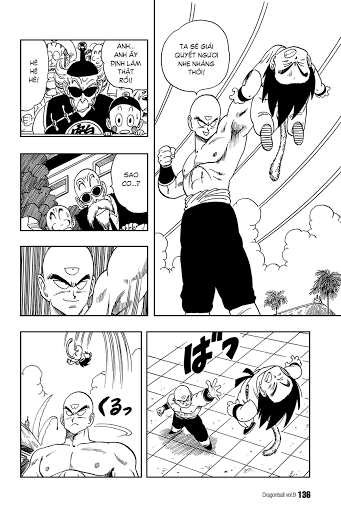 TA SẼ GIẢI
QUYẾT NGƯƠI
NHẸ NHÀNG
THÔI!
ANH...
ANH ẤY
ĐỊNH LÀM
THẬT
RỒI!
HÊ
HÊ
HÊ!
SAO
CƠ...?
ばっ
くるっ
Dragonball vol.9 136